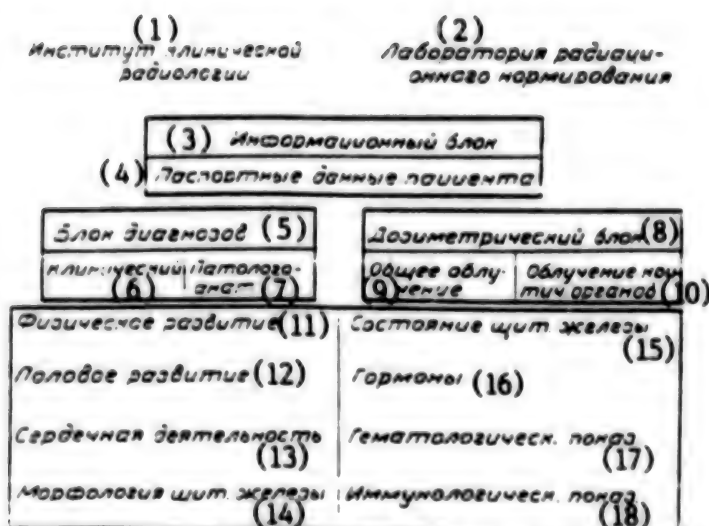 (1) (2)
Институт клинической Лаборатория радиаци-
радиологии онного нормирования
(3) Информационный блок
(4) Паспортные данные пациента
Блок диагнозов (5) Дозиметрический блок (8)
Клинический Патолого- Общее облу- Облучение кри
(6) анат (7) (9) чение тич органов (10)
Физическое развитие (11) Состояние щит. железы
(15)
Половое развитие (12) Гормоны (16)
Сердечная деятельность Гематологическ. показ.
(13) (17)
Морфология щит. железы Иммунологическ. показ.
(14) (18)